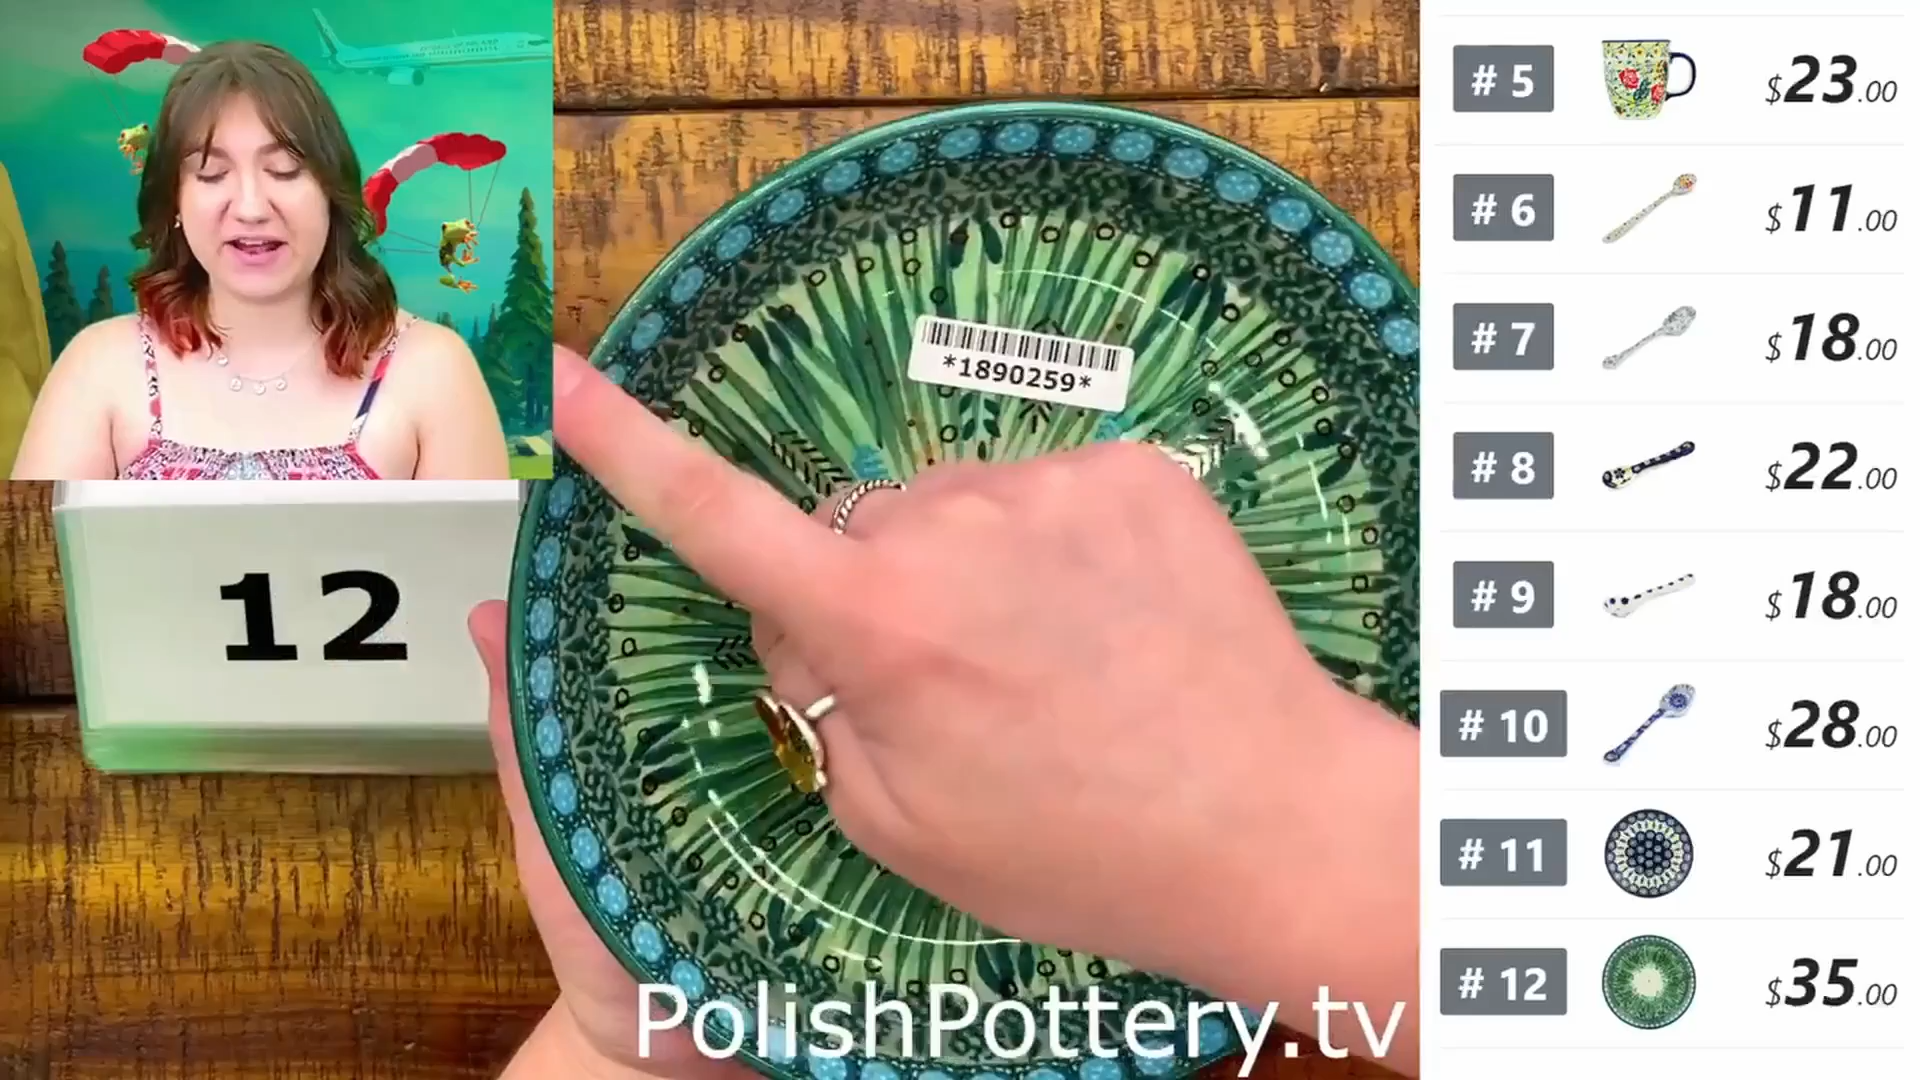 # 5 $23.00
# 6 $11.00
# 7 $18.00
# 8 $22.00
# 9 $18.00
# 10 $28.00
# 11 $21.00
# 12 $35.00
*1890259*
12
PolishPottery.tv